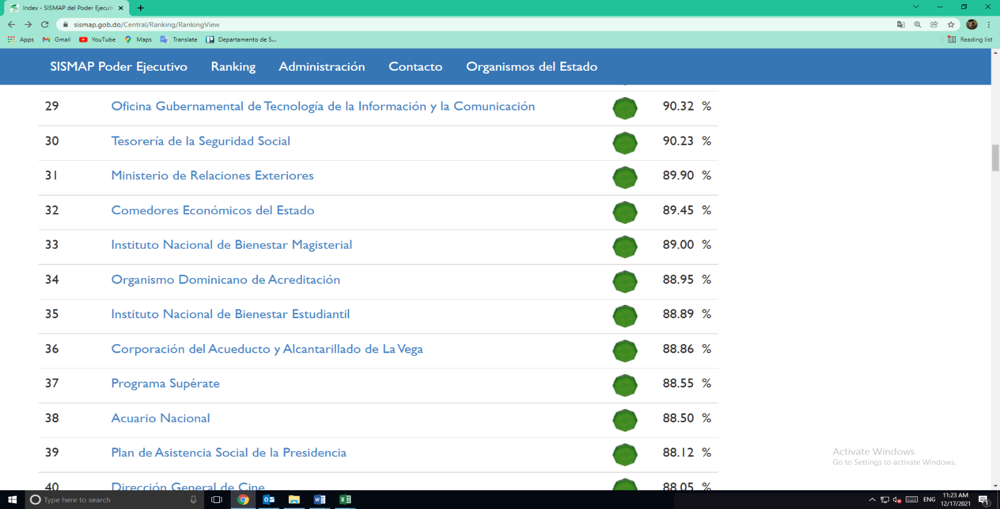 Index - SISMAP del Poder Ejecuti
sismap.gob.do/Central/Ranking/RankingView
Apps Gmail YouTube Maps Translate Departamento de S... Reading list
SISMAP Poder Ejecutivo Ranking Administración Contacto Organismos del Estado
29 Oficina Gubernamental de Tecnología de la Información y la Comunicación 90.32 %
30 Tesorería de la Seguridad Social 90.23 %
31 Ministerio de Relaciones Exteriores 89.90 %
32 Comedores Económicos del Estado 89.45 %
33 Instituto Nacional de Bienestar Magisterial 89.00 %
34 Organismo Dominicano de Acreditación 88.95 %
35 Instituto Nacional de Bienestar Estudiantil 88.89 %
36 Corporación del Acueducto y Alcantarillado de La Vega 88.86 %
37 Programa Supérate 88.55 %
38 Acuario Nacional 88.50 %
39 Plan de Asistencia Social de la Presidencia 88.12 %
40 Dirección General de Cine 88.05 %
Activate Windows
Go to Settings to activate Windows.
Type here to search
ENG
11:23 AM
12/17/2021
1